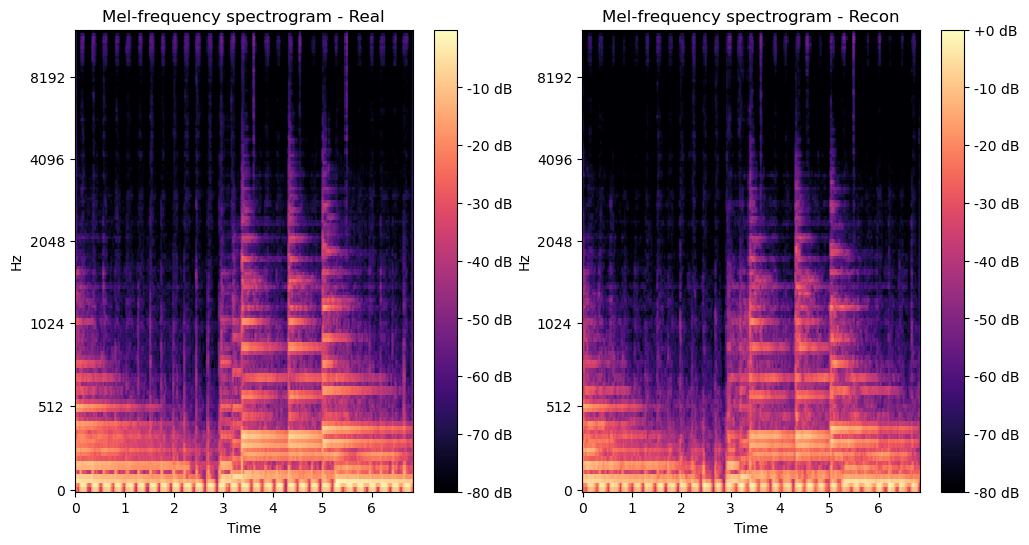 Mel-frequency spectrogram - Real
Hz
8192
4096
2048
1024
512
0
0 1 2 3 4 5 6
Time
-10 dB
-20 dB
-30 dB
-40 dB
-50 dB
-60 dB
-70 dB
-80 dB
Mel-frequency spectrogram - Recon
Hz
8192
4096
2048
1024
512
0
0 1 2 3 4 5 6
Time
+0 dB
-10 dB
-20 dB
-30 dB
-40 dB
-50 dB
-60 dB
-70 dB
-80 dB